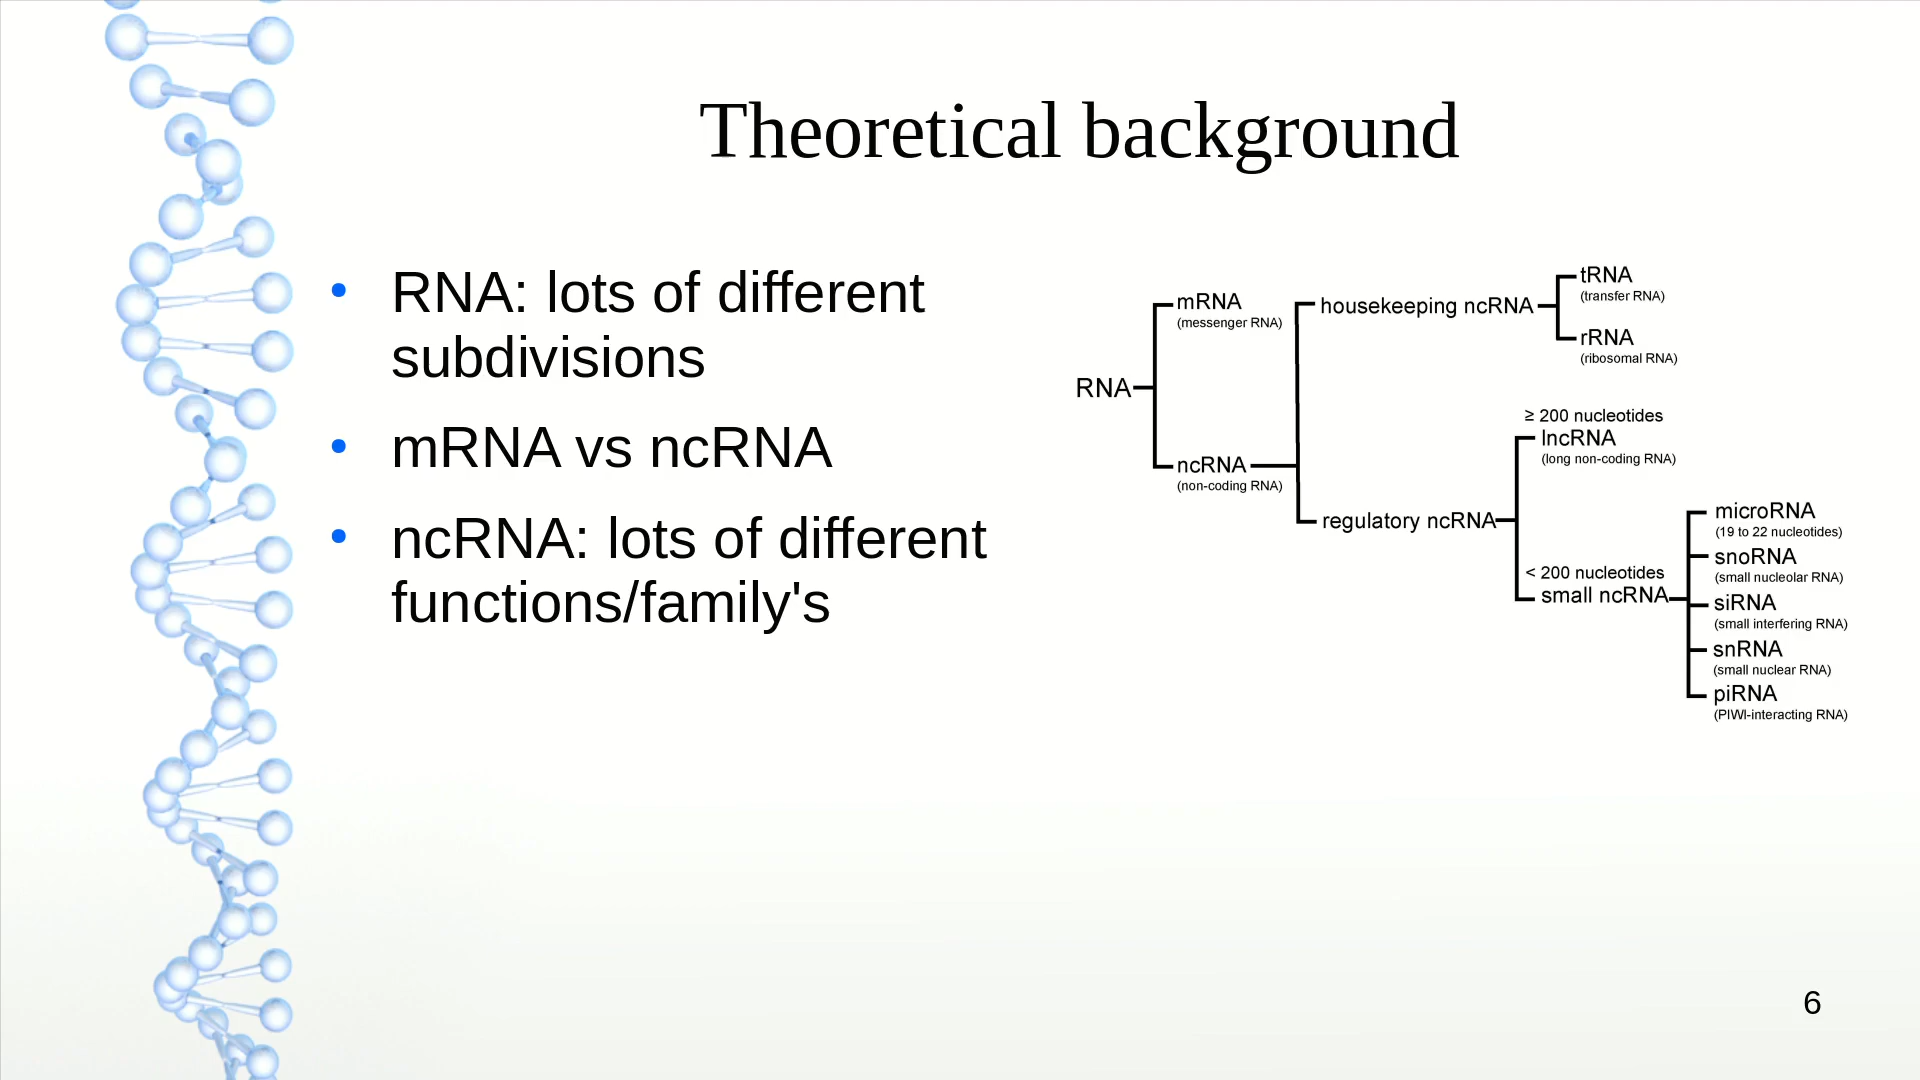 Theoretical background
• RNA: lots of different
subdivisions
• mRNA vs ncRNA
• ncRNA: lots of different
functions/family's
RNA
mRNA
(messenger RNA)
ncRNA
(non-coding RNA)
housekeeping ncRNA
tRNA
(transfer RNA)
rRNA
(ribosomal RNA)
regulatory ncRNA
≥ 200 nucleotides
lncRNA
(long non-coding RNA)
< 200 nucleotides
small ncRNA
microRNA
(19 to 22 nucleotides)
snoRNA
(small nucleolar RNA)
siRNA
(small interfering RNA)
snRNA
(small nuclear RNA)
piRNA
(PIWI-interacting RNA)
6